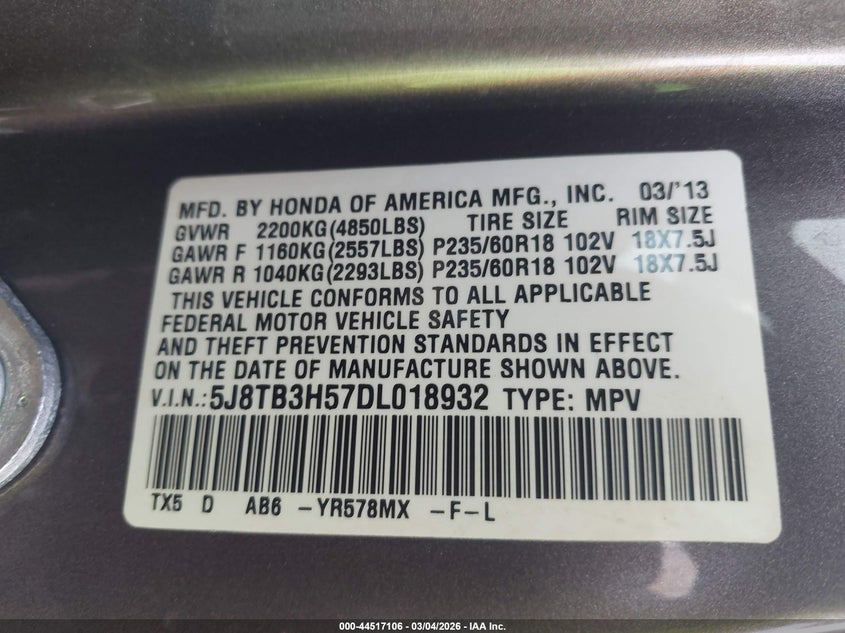 MFD. BY HONDA OF AMERICA MFG., INC. 03/'13
GVWR 2200KG(4850LBS) TIRE SIZE RIM SIZE
GAWR F 1160KG(2557LBS) P235/60R18 102V 18X7.5J
GAWR R 1040KG(2293LBS) P235/60R18 102V 18X7.5J
THIS VEHICLE CONFORMS TO ALL APPLICABLE
FEDERAL MOTOR VEHICLE SAFETY
AND THEFT PREVENTION STANDARDS IN EFFECT
ON THE DATE OF MANUFACTURE SHOWN ABOVE.
V.I.N.: 5J8TB3H57DL018932 TYPE: MPV
TX5 D AB6 -YR578MX -F-L
000-44517106 - 03/04/2026 - IAA Inc.